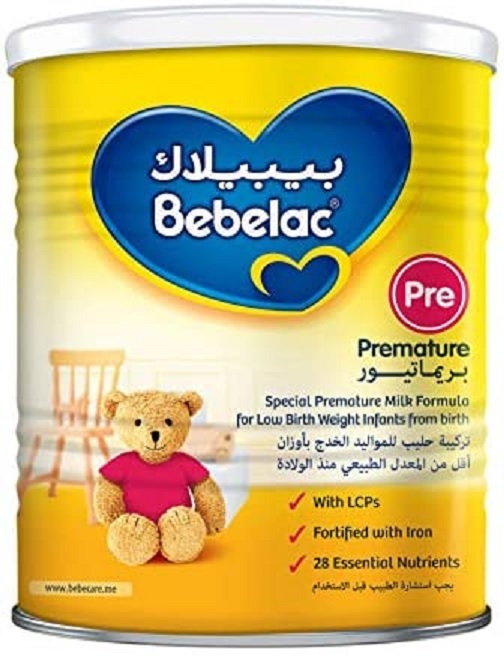 بيبيلاك
Bebelac®
Pre
Premature
بريماتيور
Special Premature Milk Formula
for Low Birth Weight Infants from birth
تركيبة حليب للمواليد الخدج بأوزان
أقل من المعدل الطبيعي منذ الولادة
With LCPs
Fortified with Iron
28 Essential Nutrients
يجب استشارة الطبيب قبل الاستخدام
www.bebecare.me